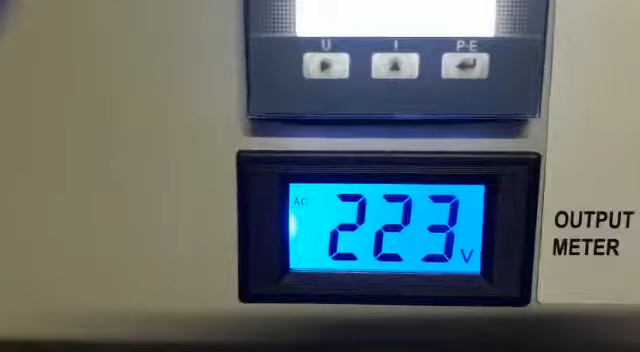 U I P-E
AC
223 V
OUTPUT
METER